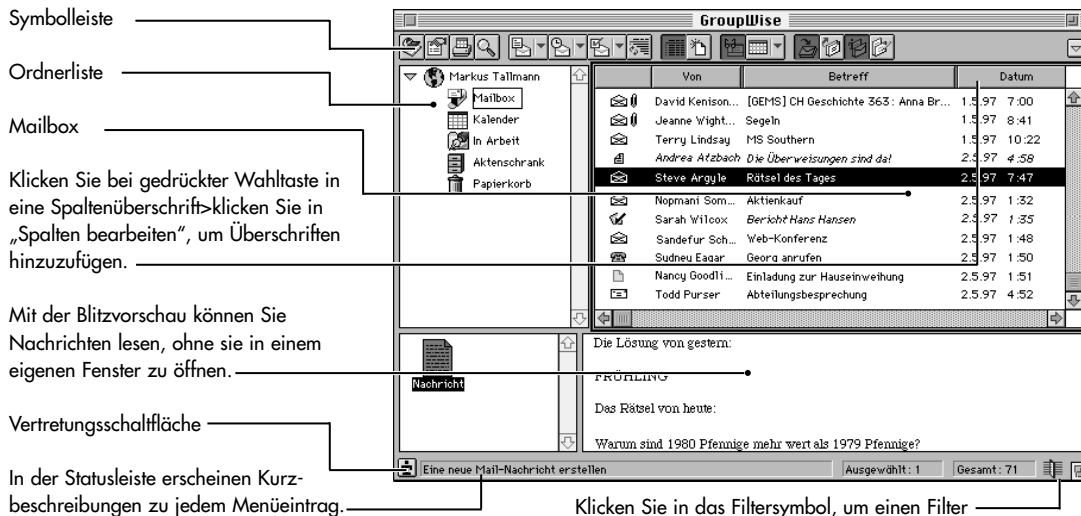 Symbolleiste
Ordnerliste
Mailbox
Klicken Sie bei gedrückter Wahltaste in
eine Spaltenüberschrift>klicken Sie in
„Spalten bearbeiten“, um Überschriften
hinzuzufügen.
Mit der Blitzvorschau können Sie
Nachrichten lesen, ohne sie in einem
eigenen Fenster zu öffnen.
Vertretungsschaltfläche
In der Statusleiste erscheinen Kurz-
beschreibungen zu jedem Menüeintrag.
GroupWise
Markus Tallmann
Mailbox
Kalender
In Arbeit
Aktenschrank
Papierkorb
Von Betreff Datum
David Kenison... [GEMS] CH Geschichte 363: Anna Br... 1.5.97 7:00
Jeanne Wight... Segeln 1.5.97 8:41
Terry Lindsay MS Southern 1.5.97 10:22
Andrea Atzbach Die Überweisungen sind da! 2.5.97 4:58
Steve Argyle Rätsel des Tages 2.5.97 7:47
Nopmani Som... Aktienkauf 2.5.97 1:32
Sarah Wilcox Bericht Hans Hansen 2.5.97 1:35
Sandefur Sch... Web-Konferenz 2.5.97 1:48
Sudney Eagar Georg anrufen 2.5.97 1:50
Nancy Goodli... Einladung zur Hauseinweihung 2.5.97 1:51
Todd Purser Abteilungsbesprechung 2.5.97 4:52
Nachricht
Die Lösung von gestern:
FRÜHLING
Das Rätsel von heute:
Warum sind 1980 Pfennige mehr wert als 1979 Pfennige?
Eine neue Mail-Nachricht erstellen Ausgewählt: 1 Gesamt: 71
Klicken Sie in das Filtersymbol, um einen Filter